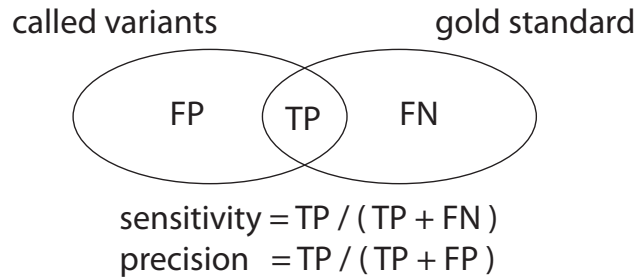 called variants gold standard
FP TP FN
sensitivity = TP / ( TP + FN )
precision = TP / ( TP + FP )